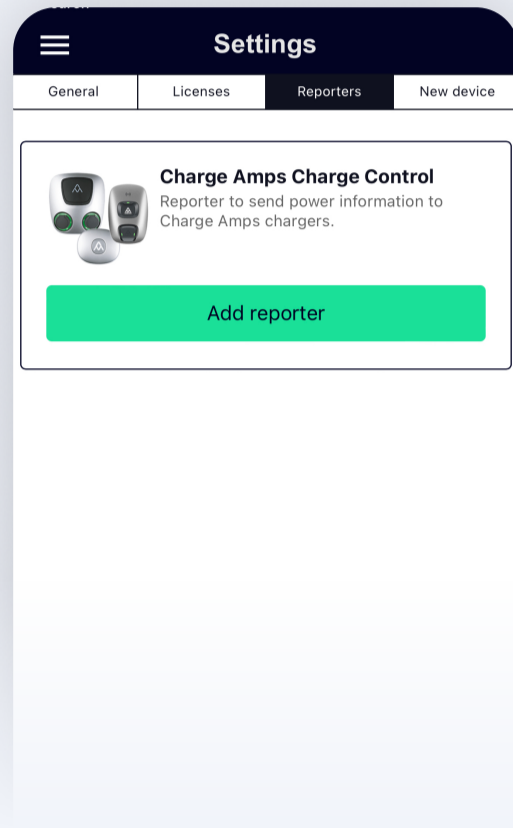 Settings
General
Licenses
Reporters
New device
Charge Amps Charge Control
Reporter to send power information to
Charge Amps chargers.
Add reporter